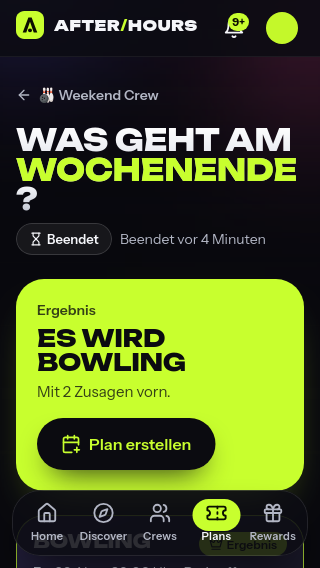 AFTER/HOURS
9+
Weekend Crew
WAS GEHT AM
WOCHENENDE
?
Beendet
Beendet vor 4 Minuten
Ergebnis
ES WIRD
BOWLING
Mit 2 Zusagen vorn.
Plan erstellen
BOWLING
Ergebnis
Home
Discover
Crews
Plans
Rewards